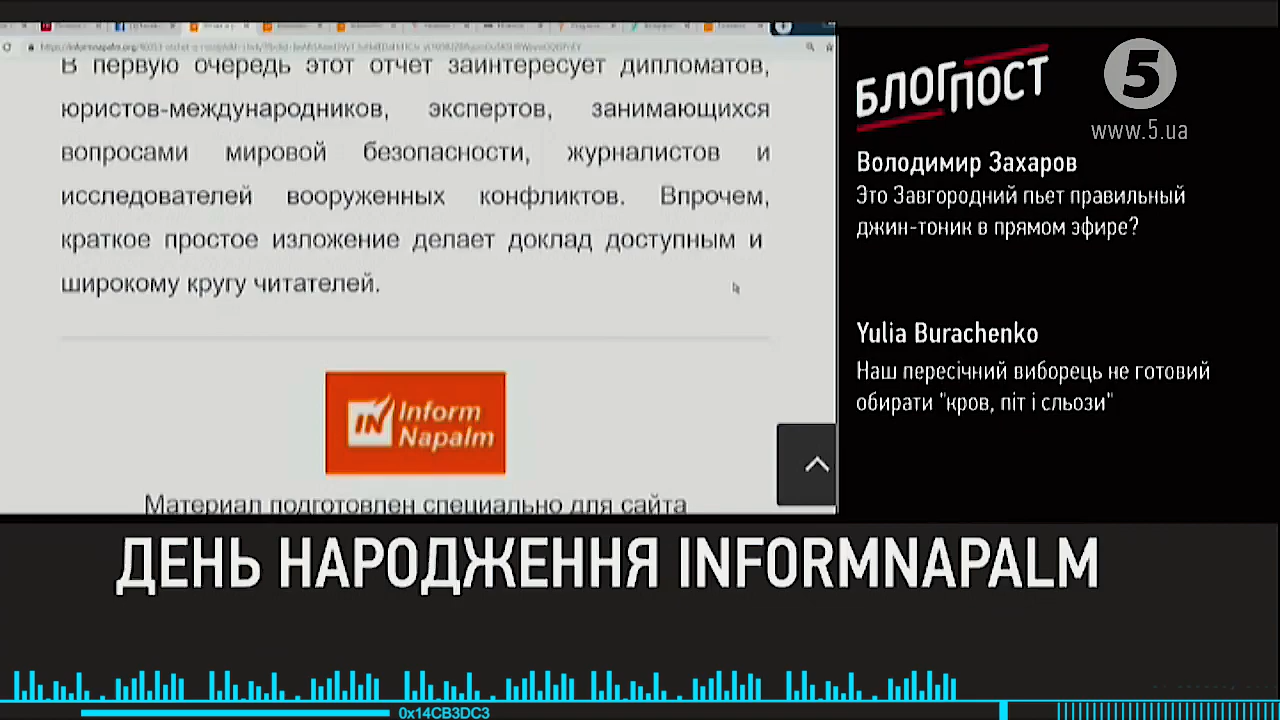 В первую очередь этот отчет заинтересует дипломатов,
юристов-международников, экспертов, занимающихся
вопросами мировой безопасности, журналистов и
исследователей вооруженных конфликтов. Впрочем,
краткое простое изложение делает доклад доступным и
широкому кругу читателей.
IN Inform
Napalm
Материал подготовлен специально для сайта
БЛОГПОСТ
5
www.5.ua
Володимир Захаров
Это Завгородний пьет правильный
джин-тоник в прямом эфире?
Yulia Burachenko
Наш пересічний виборець не готовий
обирати "кров, піт і сльози"
ДЕНЬ НАРОДЖЕННЯ INFORMNAPALM
0x14CB3DC3